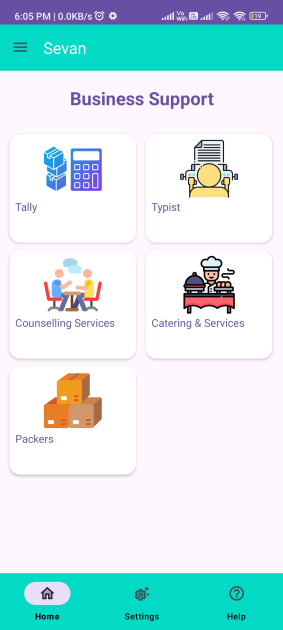 6:05 PM | 0.0KB/s
Vo
WiFi
19
Sevan
Business Support
Tally
Typist
Counselling Services
Catering & Services
Packers
Home
Settings
Help